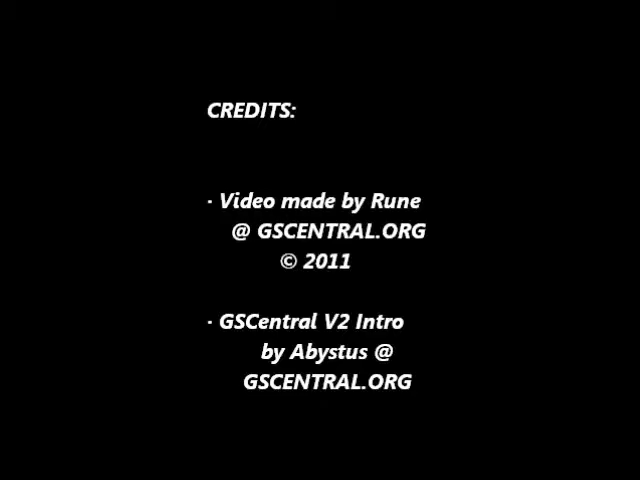 CREDITS:
· Video made by Rune
@ GSCENTRAL.ORG
© 2011
· GSCentral V2 Intro
by Abystus @
GSCENTRAL.ORG